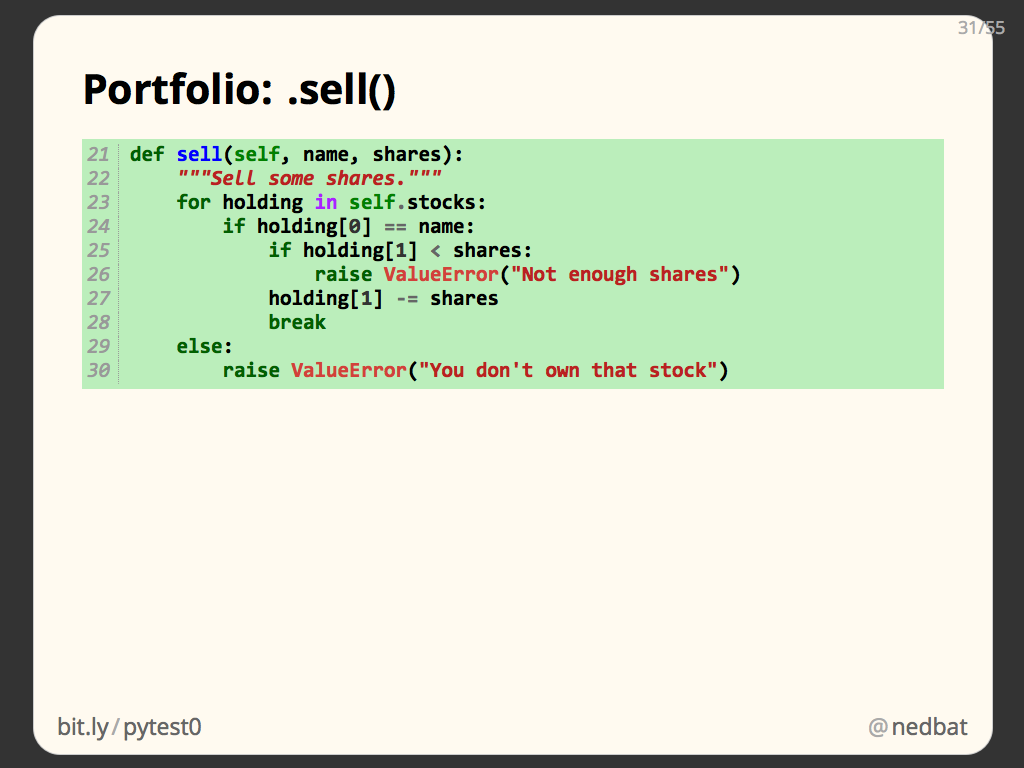 31/55
Portfolio: .sell()
21 def sell(self, name, shares):
22     """Sell some shares."""
23     for holding in self.stocks:
24         if holding[0] == name:
25             if holding[1] < shares:
26                 raise ValueError("Not enough shares")
27             holding[1] -= shares
28             break
29     else:
30         raise ValueError("You don't own that stock")
bit.ly/pytest0
@nedbat